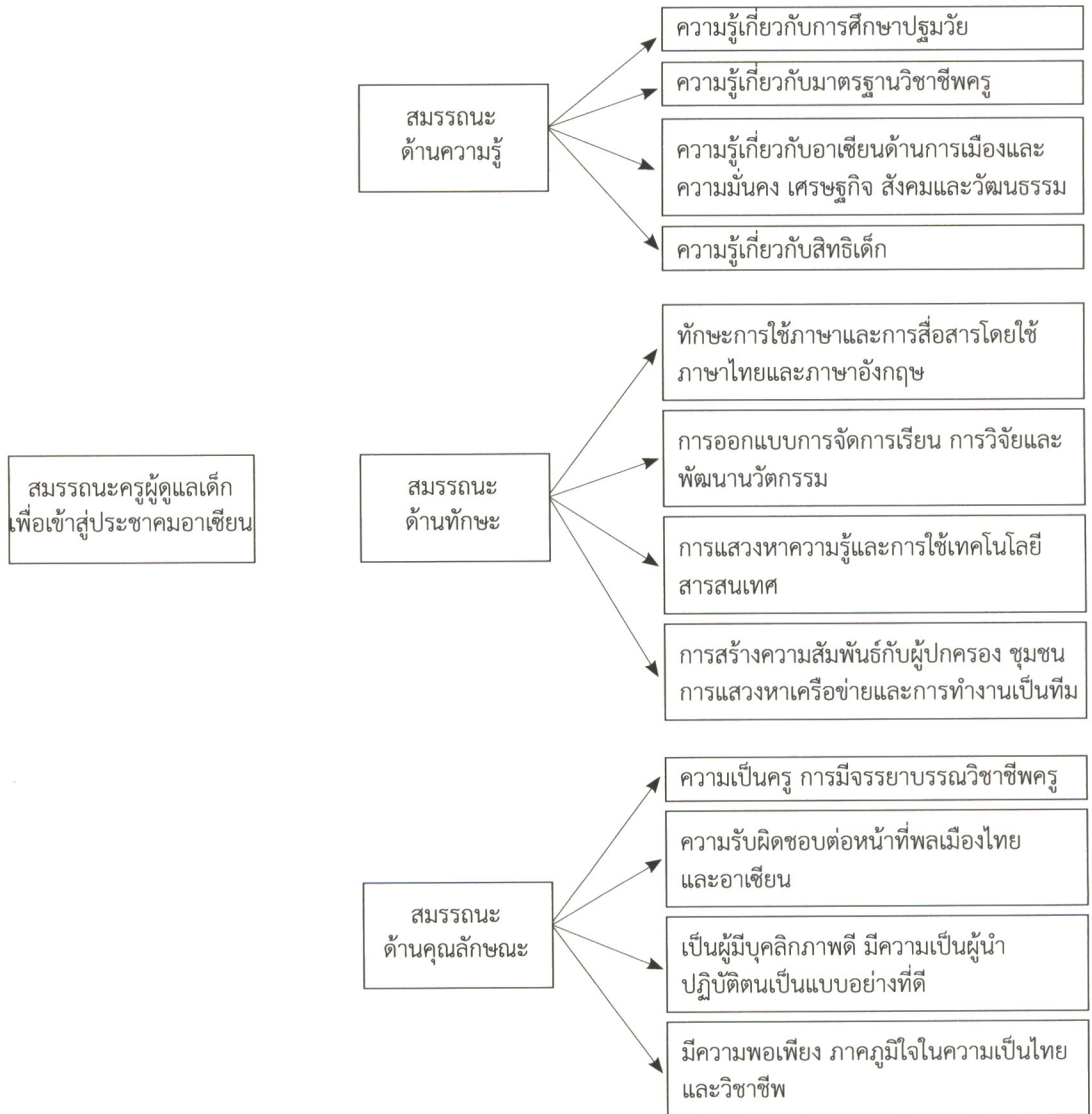 ความรู้เกี่ยวกับการศึกษาปฐมวัย
ความรู้เกี่ยวกับมาตรฐานวิชาชีพครู
สมรรถนะ
ด้านความรู้
ความรู้เกี่ยวกับอาเซียนด้านการเมืองและ
ความมั่นคง เศรษฐกิจ สังคมและวัฒนธรรม
ความรู้เกี่ยวกับสิทธิเด็ก
สมรรถนะครูผู้ดูแลเด็ก
เพื่อเข้าสู่ประชาคมอาเซียน
สมรรถนะ
ด้านทักษะ
ทักษะการใช้ภาษาและการสื่อสารโดยใช้
ภาษาไทยและภาษาอังกฤษ
การออกแบบการจัดการเรียน การวิจัยและ
พัฒนานวัตกรรม
การแสวงหาความรู้และการใช้เทคโนโลยี
สารสนเทศ
การสร้างความสัมพันธ์กับผู้ปกครอง ชุมชน
การแสวงหาเครือข่ายและการทำงานเป็นทีม
สมรรถนะ
ด้านคุณลักษณะ
ความเป็นครู การมีจรรยาบรรณวิชาชีพครู
ความรับผิดชอบต่อหน้าที่พลเมืองไทย
และอาเซียน
เป็นผู้มีบุคลิกภาพดี มีความเป็นผู้นำ
ปฏิบัติตนเป็นแบบอย่างที่ดี
มีความพอเพียง ภาคภูมิใจในความเป็นไทย
และวิชาชีพ